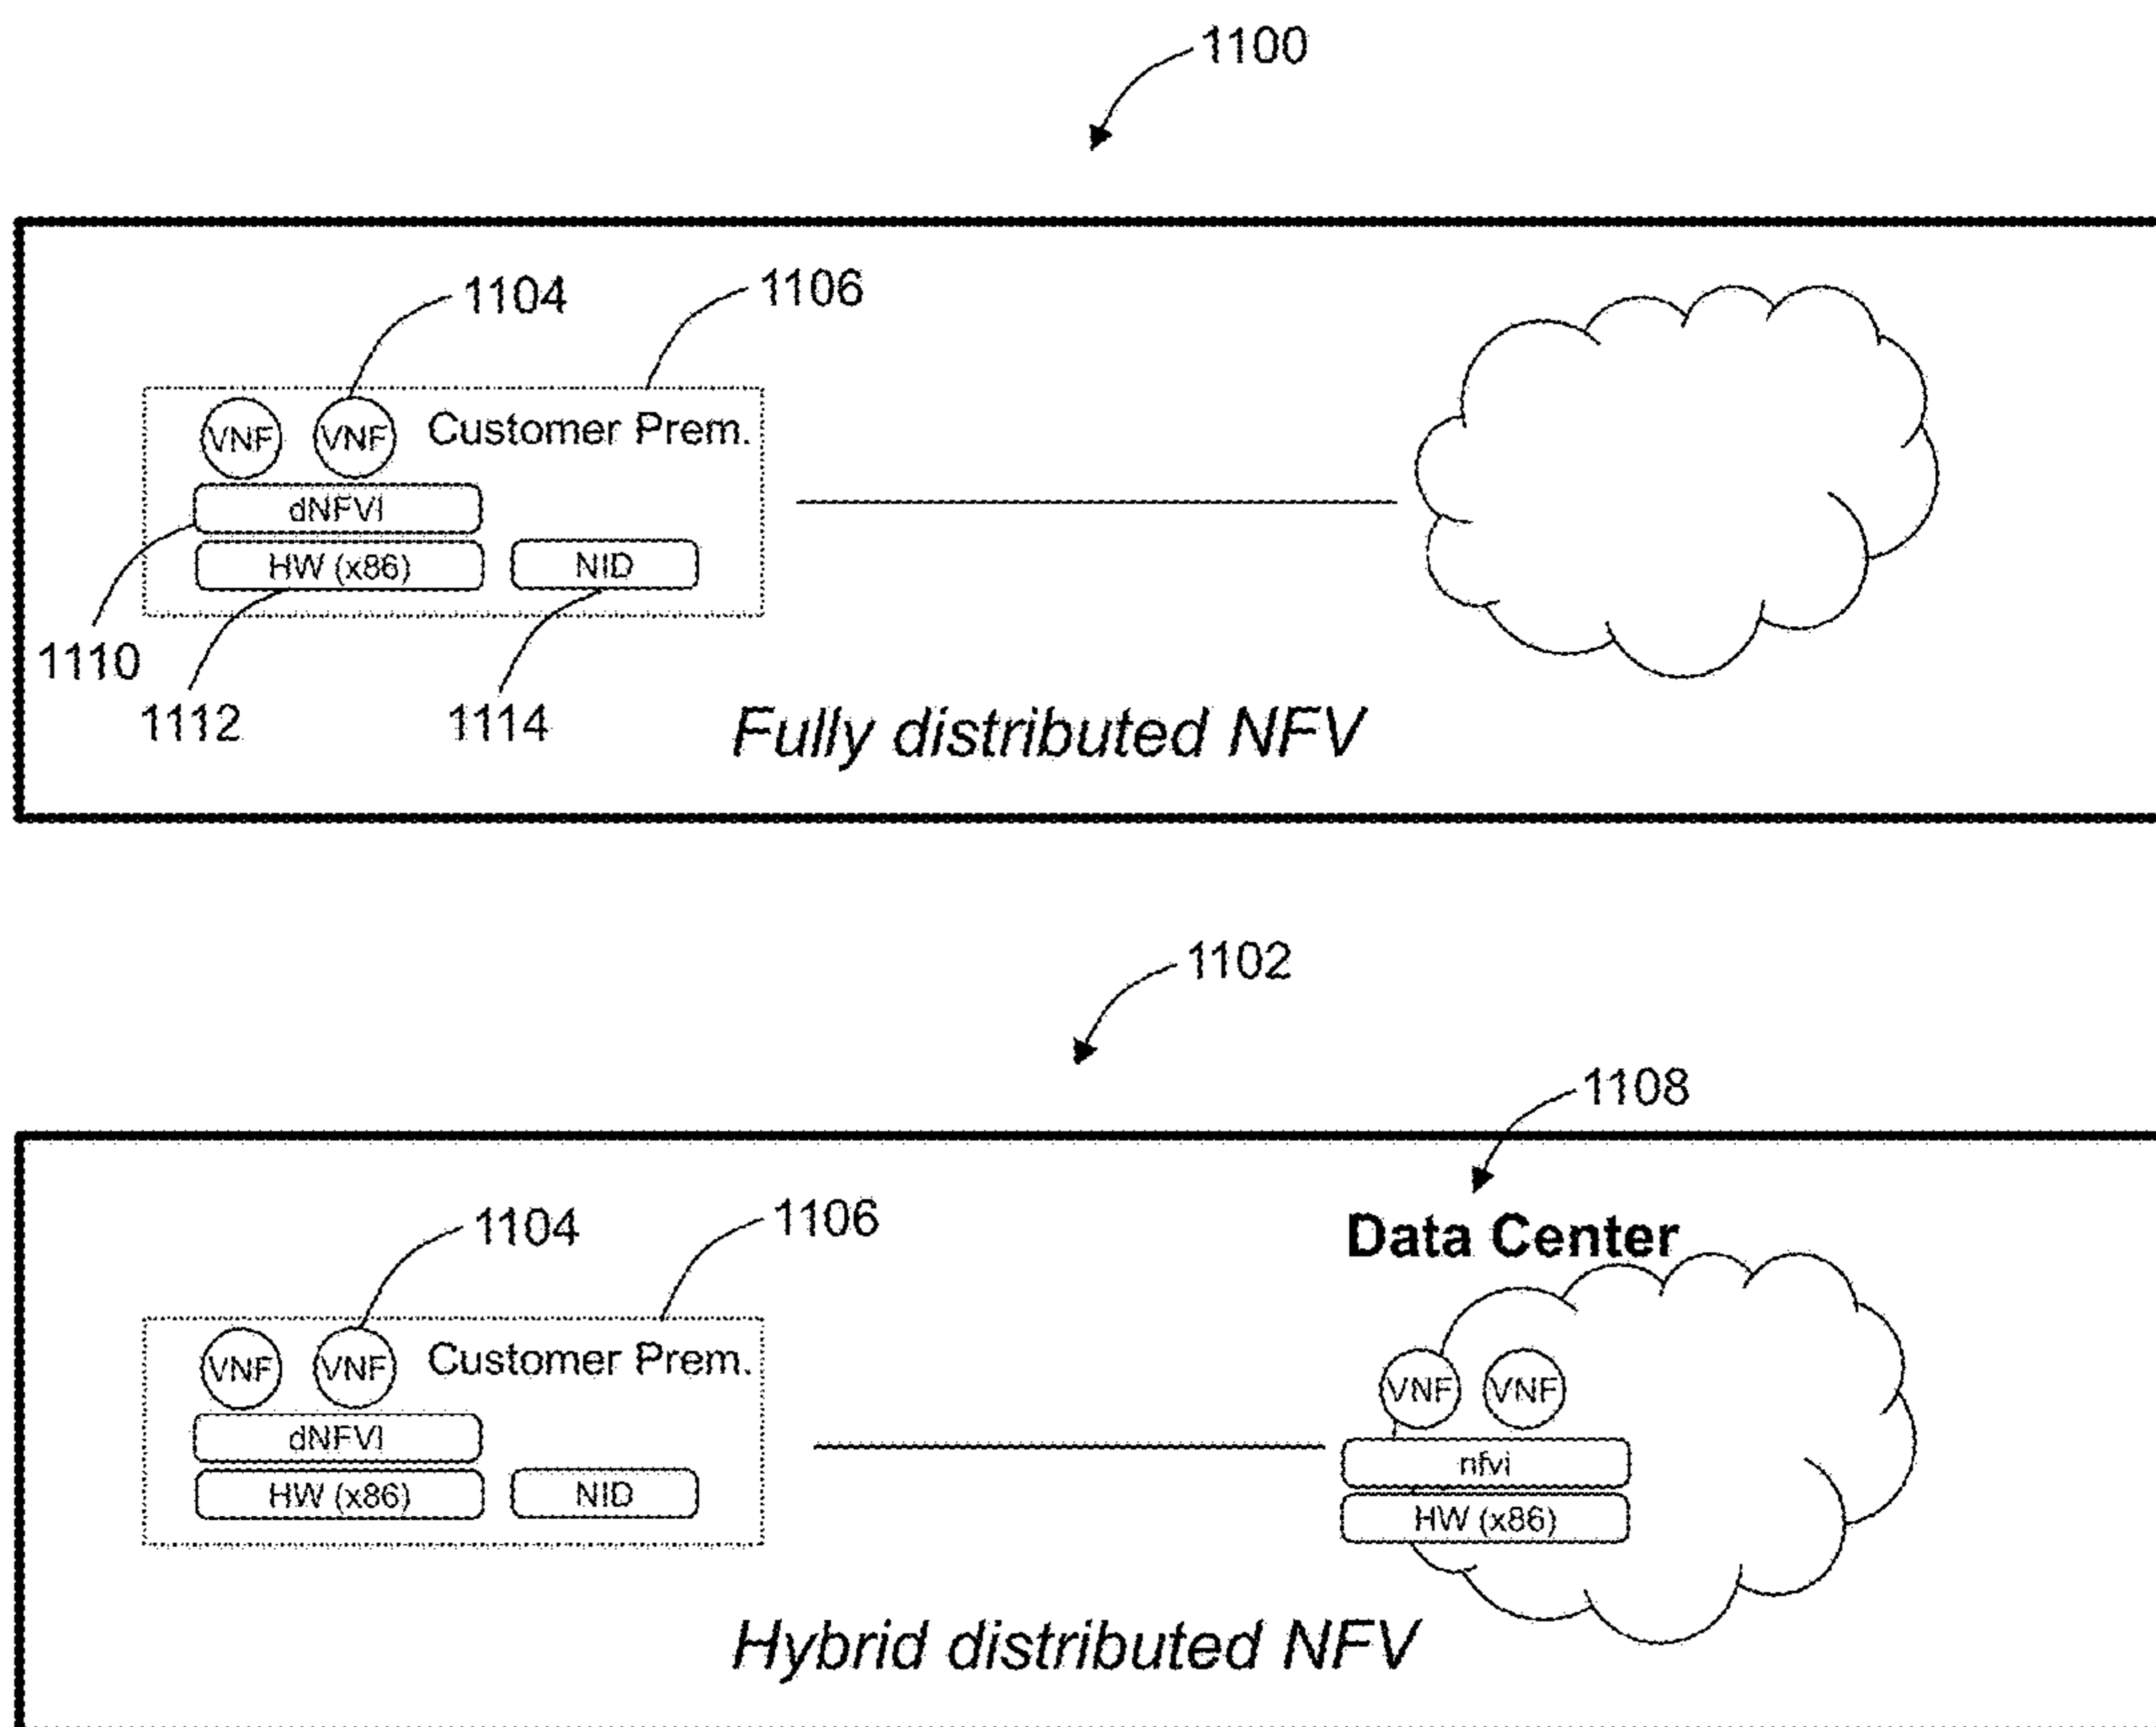 1100
1104
1106
VNF VNF Customer Prem.
dNFVI
HW (x86) NID
1110
1112 1114
Fully distributed NFV
1102
1108
1104 1106
Data Center
VNF VNF Customer Prem.
VNF VNF
dNFVI
nfvi
HW (x86) NID
HW (x86)
Hybrid distributed NFV